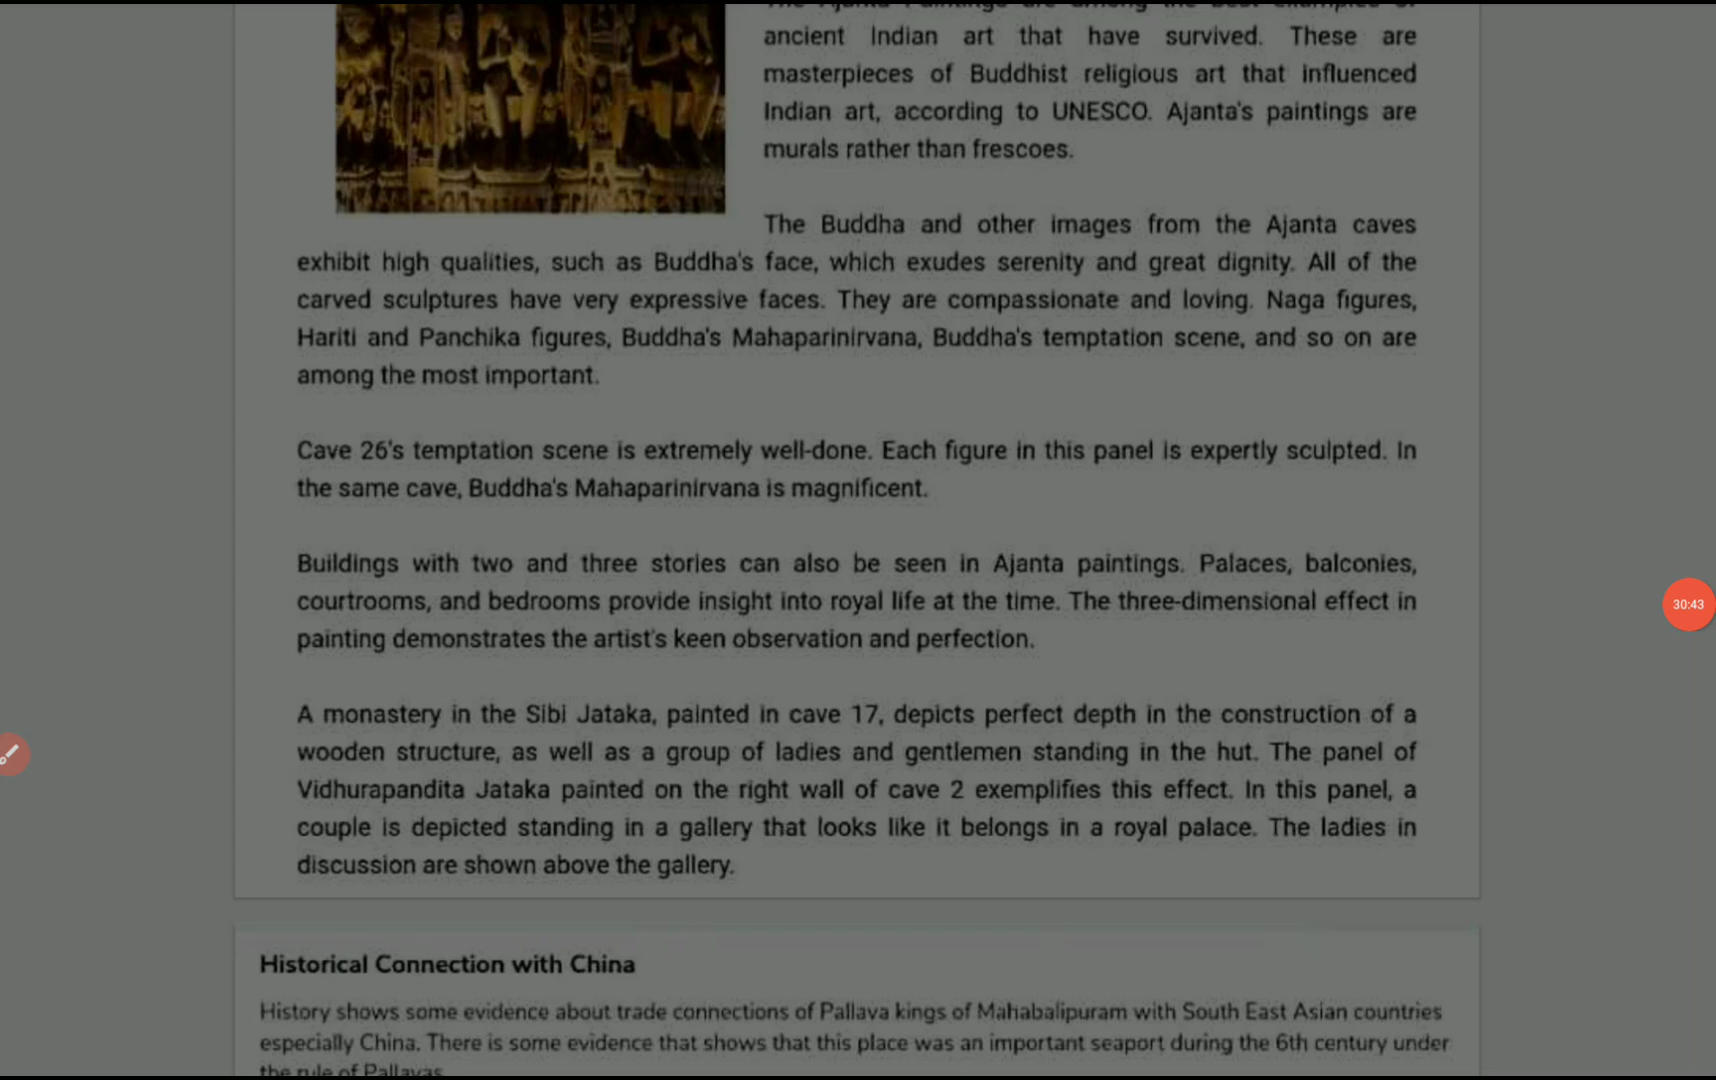 The Ajanta Paintings are among the best examples of
ancient Indian art that have survived. These are
masterpieces of Buddhist religious art that influenced
Indian art, according to UNESCO. Ajanta's paintings are
murals rather than frescoes.
The Buddha and other images from the Ajanta caves
exhibit high qualities, such as Buddha's face, which exudes serenity and great dignity. All of the
carved sculptures have very expressive faces. They are compassionate and loving. Naga figures,
Hariti and Panchika figures, Buddha's Mahaparinirvana, Buddha's temptation scene, and so on are
among the most important.
Cave 26's temptation scene is extremely well-done. Each figure in this panel is expertly sculpted. In
the same cave, Buddha's Mahaparinirvana is magnificent.
Buildings with two and three stories can also be seen in Ajanta paintings. Palaces, balconies,
courtrooms, and bedrooms provide insight into royal life at the time. The three-dimensional effect in
painting demonstrates the artist's keen observation and perfection.
A monastery in the Sibi Jataka, painted in cave 17, depicts perfect depth in the construction of a
wooden structure, as well as a group of ladies and gentlemen standing in the hut. The panel of
Vidhurapandita Jataka painted on the right wall of cave 2 exemplifies this effect. In this panel, a
couple is depicted standing in a gallery that looks like it belongs in a royal palace. The ladies in
discussion are shown above the gallery.
30:43
Historical Connection with China
History shows some evidence about trade connections of Pallava kings of Mahabalipuram with South East Asian countries
especially China. There is some evidence that shows that this place was an important seaport during the 6th century under
the rule of Pallavas